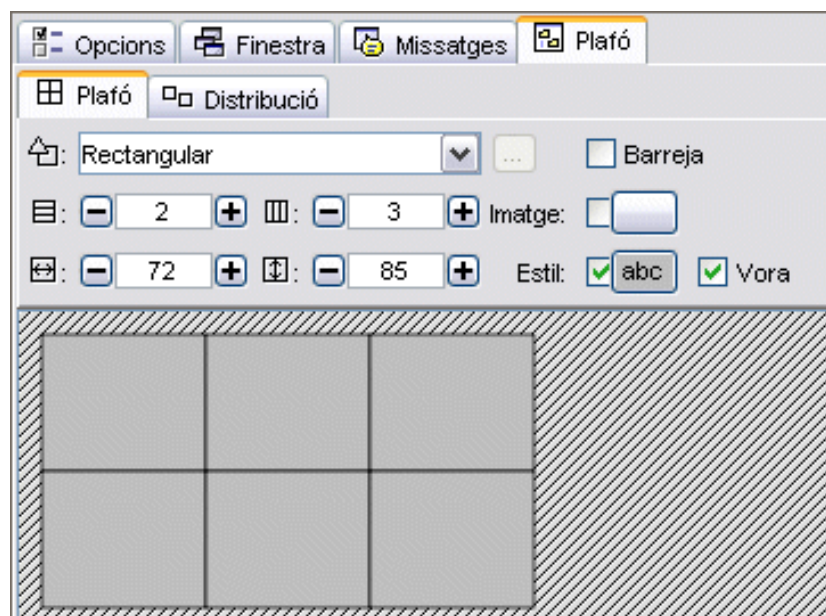 Opcions Finestra Missatges Plafó
Plafó Distribució
: Rectangular ... Barreja
: 2 : 3 Imatge:
: 72 : 85 Estil: abc Vora